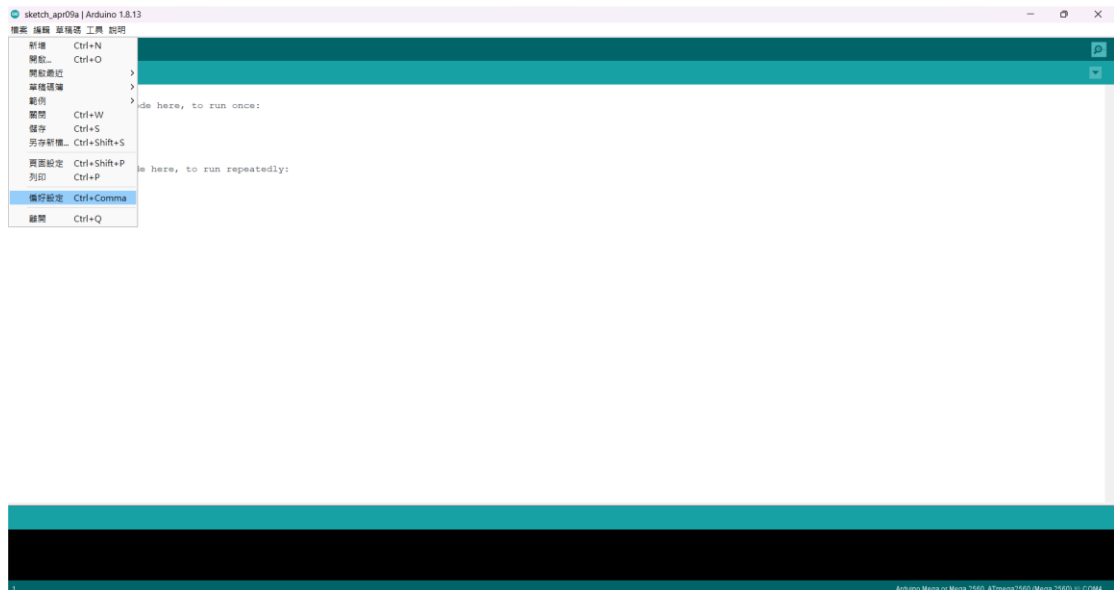 sketch_apr09a | Arduino 1.8.13
檔案 編輯 草稿碼 工具 說明
新增 Ctrl+N
開啟... Ctrl+O
開啟最近
草稿碼簿
範例
關閉 Ctrl+W
儲存 Ctrl+S
另存新檔... Ctrl+Shift+S
頁面設定 Ctrl+Shift+P
列印 Ctrl+P
偏好設定 Ctrl+Comma
離開 Ctrl+Q
de here, to run once:
e here, to run repeatedly:
1
Arduino Mega or Mega 2560, ATmega2560 (Mega 2560) COM4